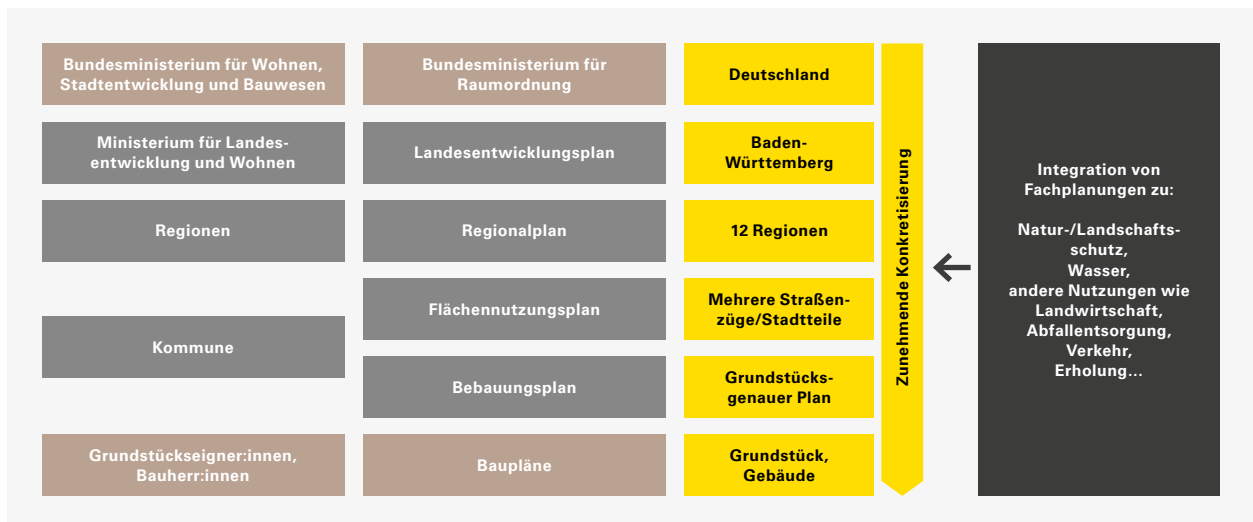 Bundesministerium für Wohnen,
Stadtentwicklung und Bauwesen
Bundesministerium für
Raumordnung
Deutschland
Ministerium für Landes-
entwicklung und Wohnen
Landesentwicklungsplan
Baden-
Württemberg
Regionen
Regionalplan
12 Regionen
Kommune
Flächennutzungsplan
Mehrere Straßen-
züge/Stadtteile
Bebauungsplan
Grundstücks-
genauer Plan
Grundstückseigner:innen,
Bauherr:innen
Baupläne
Grundstück,
Gebäude
Zunehmende Konkretisierung
Integration von
Fachplanungen zu:
Natur-/Landschafts-
schutz,
Wasser,
andere Nutzungen wie
Landwirtschaft,
Abfallentsorgung,
Verkehr,
Erholung…